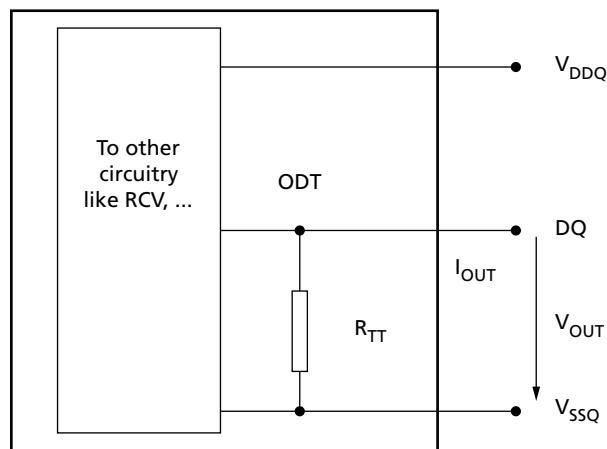 V_DDQ
To other
circuitry
like RCV, ...
ODT
DQ
I_OUT
R_TT
V_OUT
V_SSQ